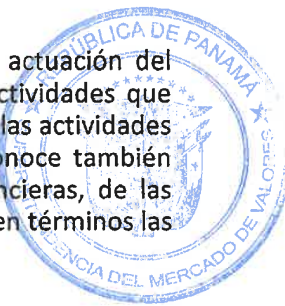 actuación del
ctividades que
las actividades
onoce también
ncieras, de las
en términos las
REPÚBLICA DE PANAMÁ
DENCIA DEL MERCADO DE VALORES